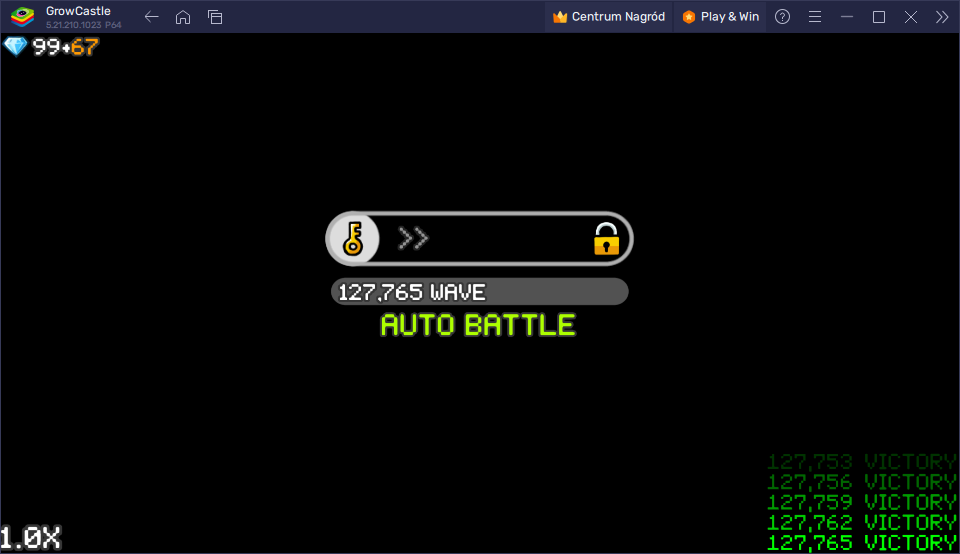 GrowCastle
5.21.210.1023 P64
Centrum Nagród
Play & Win
99+67
127,765 WAVE
AUTO BATTLE
127,753 VICTORY
127,756 VICTORY
127,759 VICTORY
127,762 VICTORY
127,765 VICTORY
1.0X